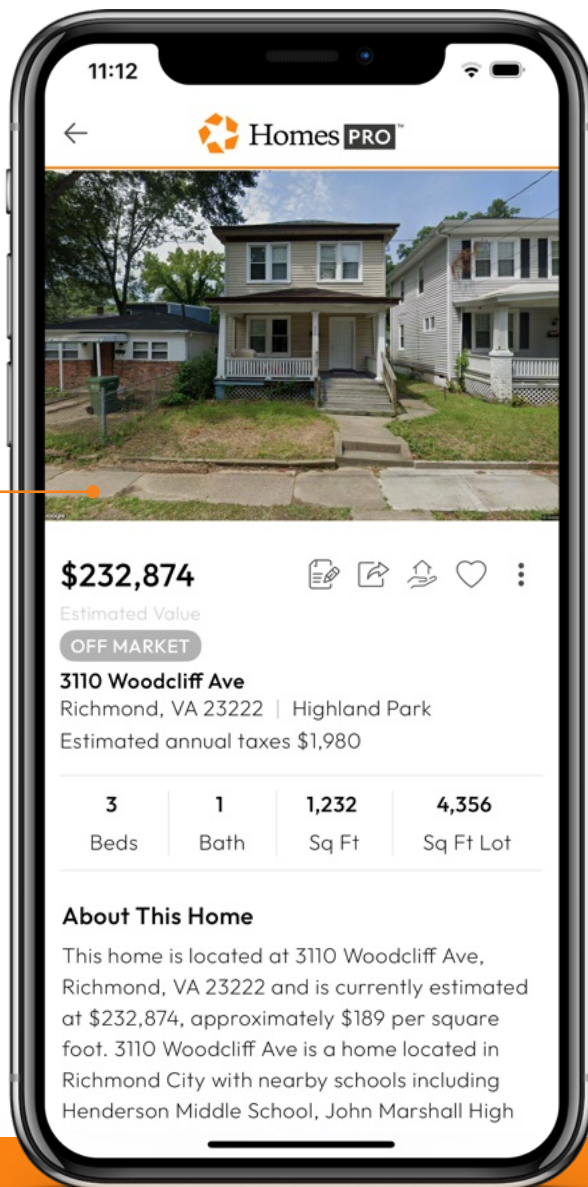 11:12
Homes PRO™
$232,874
Estimated Value
OFF MARKET
3110 Woodcliff Ave
Richmond, VA 23222 | Highland Park
Estimated annual taxes $1,980
3 1 1,232 4,356
Beds Bath Sq Ft Sq Ft Lot
About This Home
This home is located at 3110 Woodcliff Ave,
Richmond, VA 23222 and is currently estimated
at $232,874, approximately $189 per square
foot. 3110 Woodcliff Ave is a home located in
Richmond City with nearby schools including
Henderson Middle School, John Marshall High